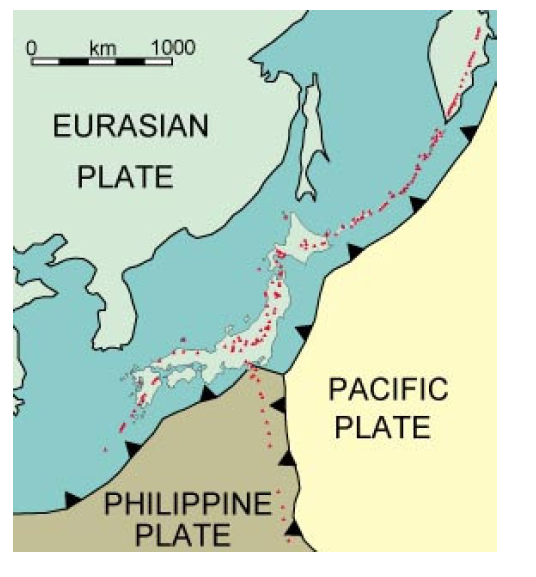 0 km 1000
EURASIAN
PLATE
PACIFIC
PLATE
PHILIPPINE
PLATE